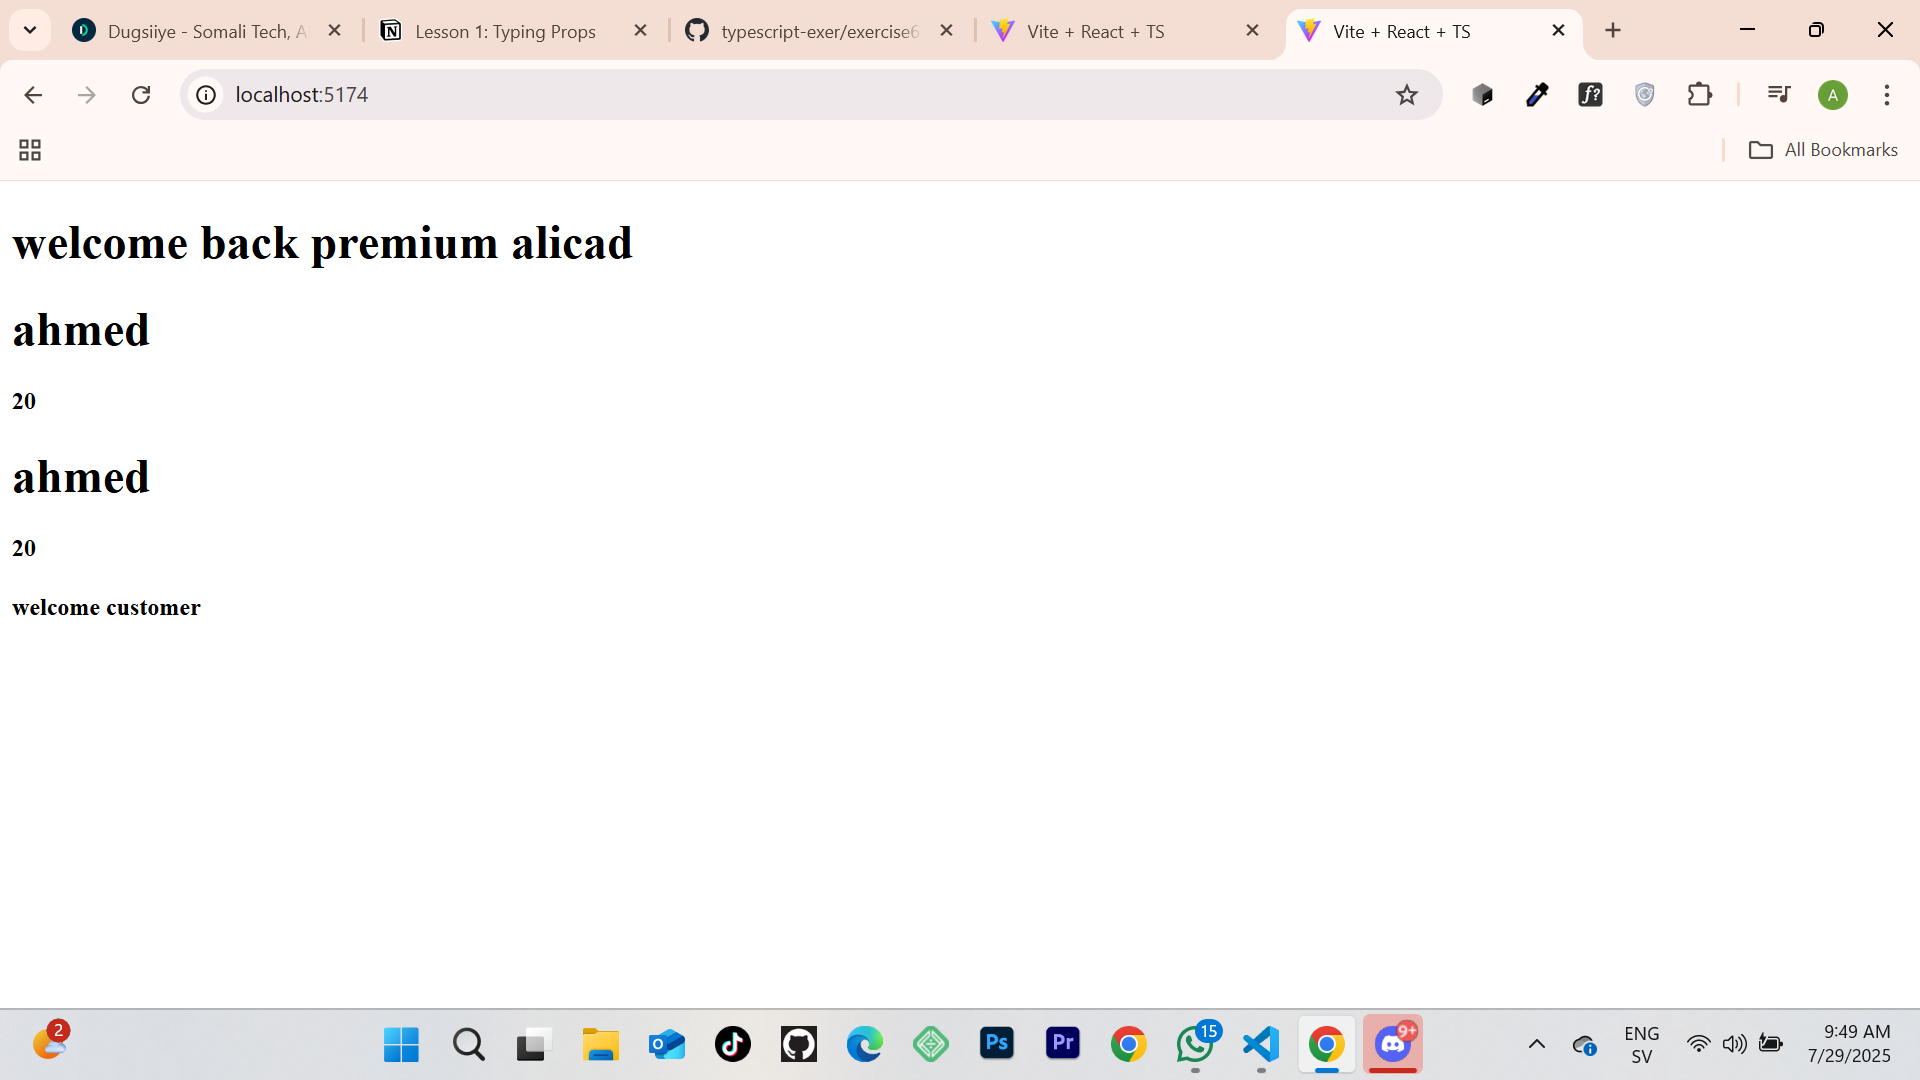 Dugsiiye - Somali Tech, A
Lesson 1: Typing Props
typescript-exer/exercise6
Vite + React + TS
Vite + React + TS
localhost:5174
A
All Bookmarks
welcome back premium alicad
ahmed
20
ahmed
20
welcome customer
2
Ps
Pr
15
9+
ENG
SV
9:49 AM
7/29/2025